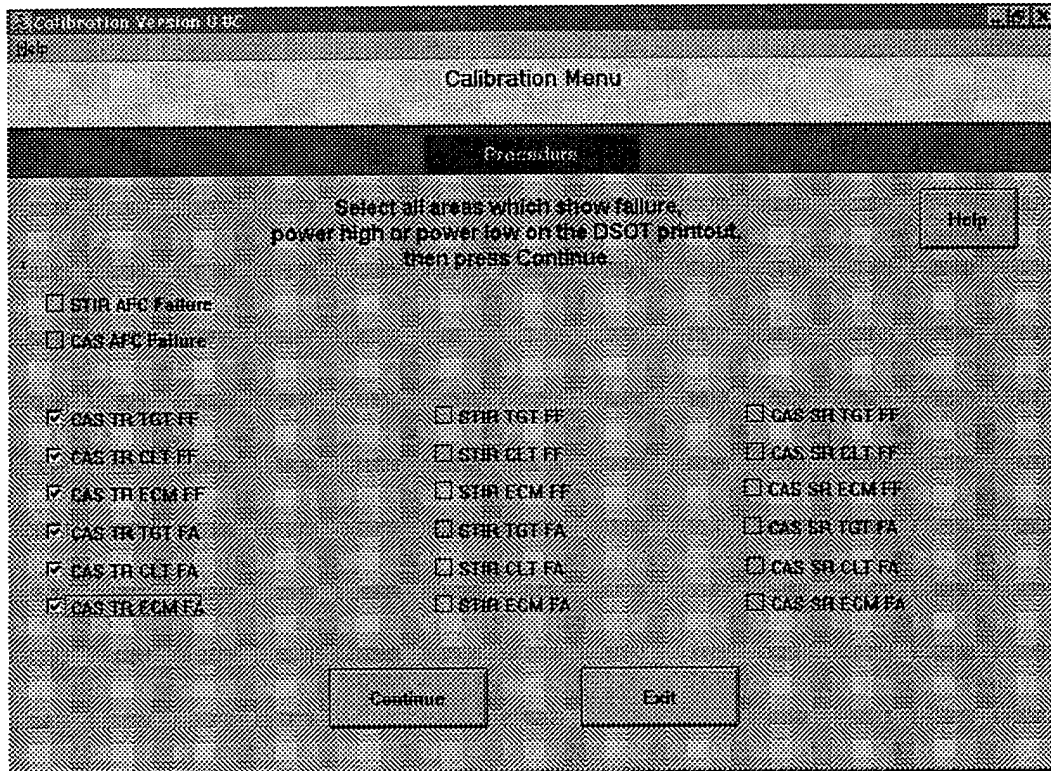 Calibration Version 0.0C
Help
Calibration Menu
Procedure
Select all areas which show failure,
power high or power low on the DSOT printout,
then press Continue.
Help
STIR AFC Failure
CAS AFC Failure
CAS TR TGT FF
STIR TGT FF
CAS SR TGT FF
CAS TR CLT FF
STIR CLT FF
CAS SR CLT FF
CAS TR ECM FF
STIR ECM FF
CAS SR ECM FF
CAS TR TGT FA
STIR TGT FA
CAS SR TGT FA
CAS TR CLT FA
STIR CLT FA
CAS SR CLT FA
CAS TR ECM FA
STIR ECM FA
CAS SR ECM FA
Continue
Exit